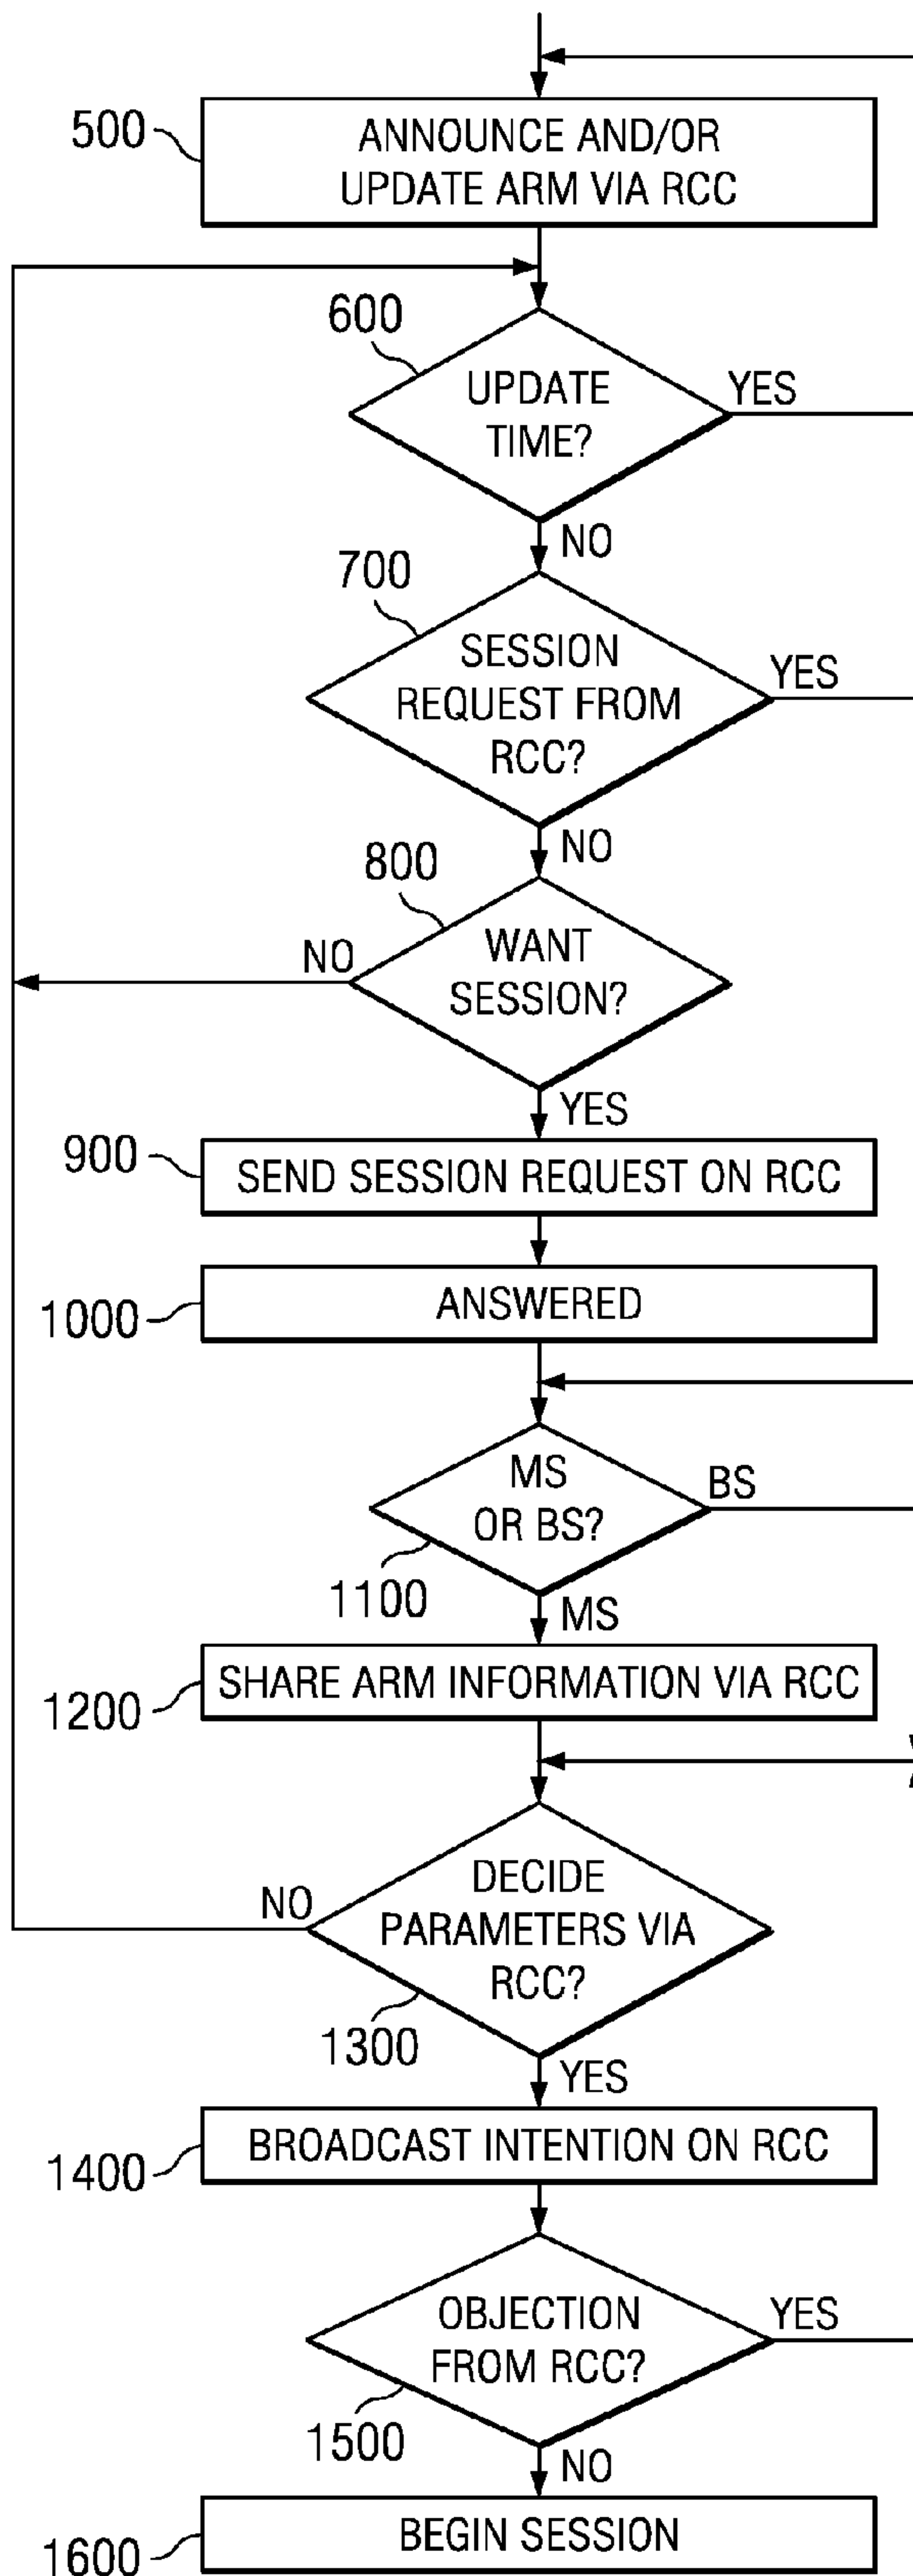 500
ANNOUNCE AND/OR
UPDATE ARM VIA RCC
600
UPDATE
TIME?
YES
NO
700
SESSION
REQUEST FROM
RCC?
YES
NO
800
WANT
SESSION?
NO
YES
900
SEND SESSION REQUEST ON RCC
1000
ANSWERED
MS
OR BS?
BS
1100
MS
1200
SHARE ARM INFORMATION VIA RCC
DECIDE
PARAMETERS VIA
RCC?
NO
1300
YES
1400
BROADCAST INTENTION ON RCC
OBJECTION
FROM RCC?
YES
1500
NO
1600
BEGIN SESSION